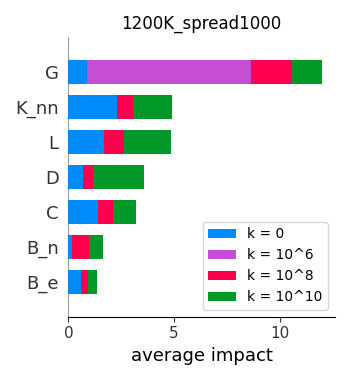 1200K_spread1000
G
K_nn
L
D
C
B_n
B_e
k = 0
k = 10^6
k = 10^8
k = 10^10
0 5 10
average impact